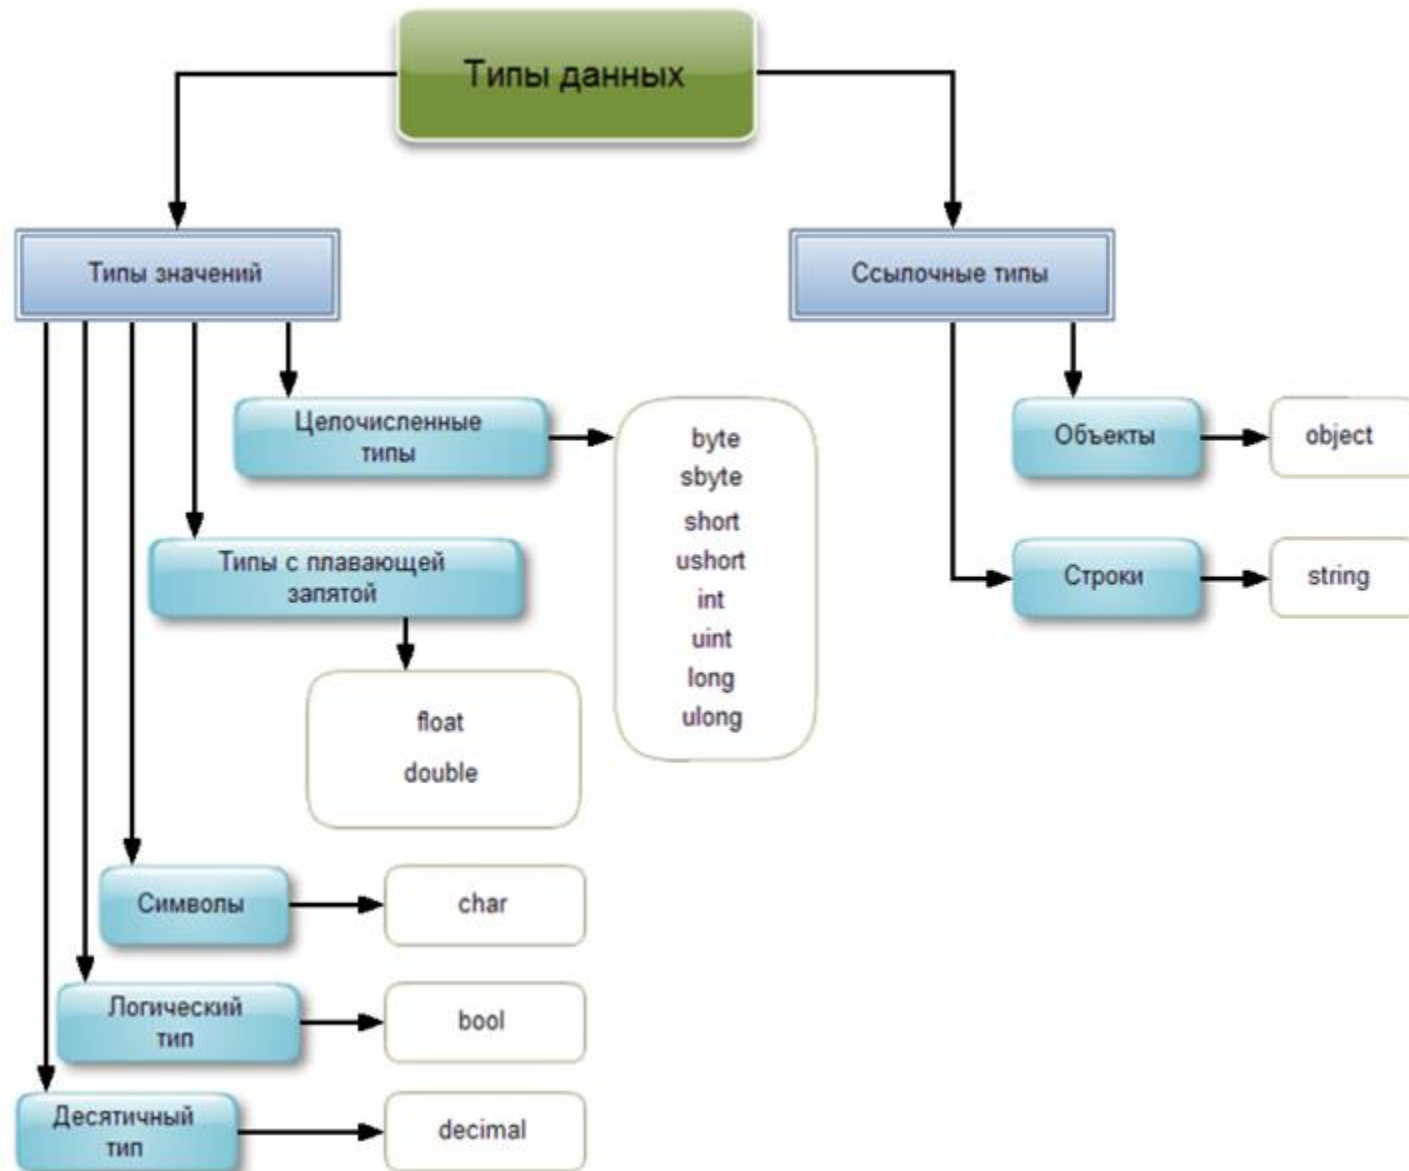 Типы данных
Типы значений
Ссылочные типы
Целочисленные
типы
byte
sbyte
short
ushort
int
uint
long
ulong
Объекты
object
Типы с плавающей
запятой
float
double
Строки
string
Символы
char
Логический
тип
bool
Десятичный
тип
decimal